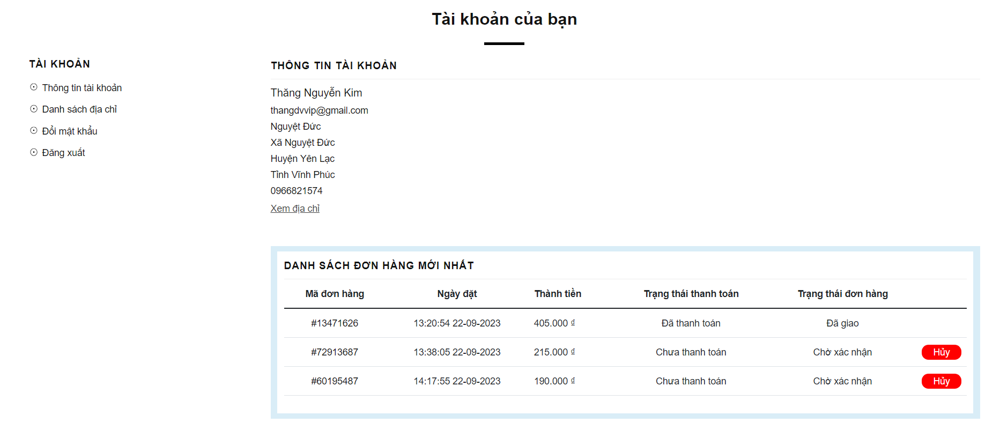 Tài khoản của bạn
TÀI KHOẢN
Thông tin tài khoản
Danh sách địa chỉ
Đổi mật khẩu
Đăng xuất
THÔNG TIN TÀI KHOẢN
Thăng Nguyễn Kim
thangdvvip@gmail.com
Nguyệt Đức
Xã Nguyệt Đức
Huyện Yên Lạc
Tỉnh Vĩnh Phúc
0966821574
Xem địa chỉ
DANH SÁCH ĐƠN HÀNG MỚI NHẤT
Mã đơn hàng Ngày đặt Thành tiền Trạng thái thanh toán Trạng thái đơn hàng
#13471626 13:20:54 22-09-2023 405.000 ₫ Đã thanh toán Đã giao
#72913687 13:38:05 22-09-2023 215.000 ₫ Chưa thanh toán Chờ xác nhận Hủy
#60195487 14:17:55 22-09-2023 190.000 ₫ Chưa thanh toán Chờ xác nhận Hủy